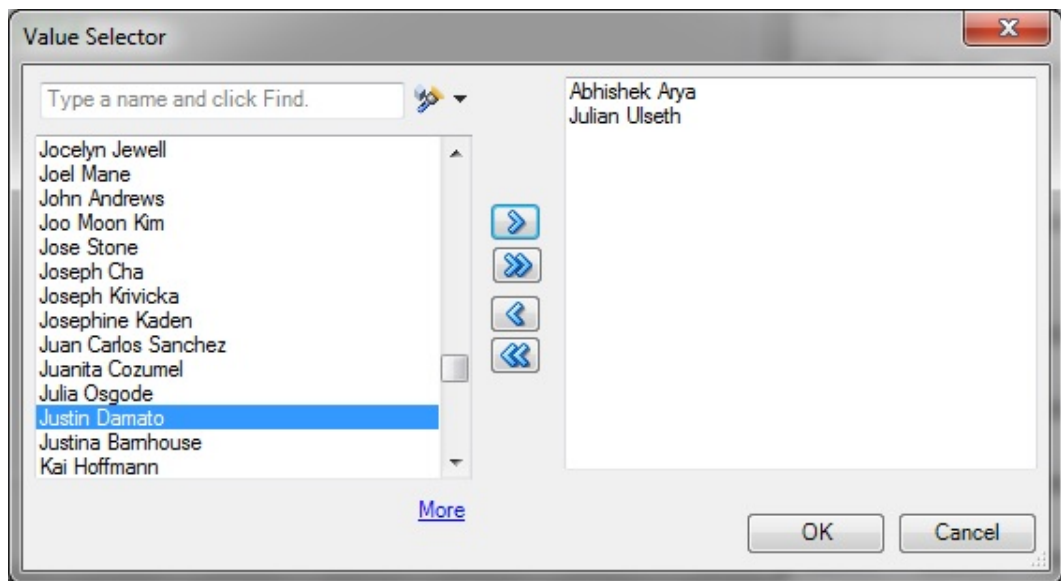 Value Selector
Type a name and click Find.
Jocelyn Jewell
Joel Mane
John Andrews
Joo Moon Kim
Jose Stone
Joseph Cha
Joseph Krivicka
Josephine Kaden
Juan Carlos Sanchez
Juanita Cozumel
Julia Osgode
Justin Damato
Justina Barnhouse
Kai Hoffmann
More
Abhishek Arya
Julian Ulseth
OK
Cancel